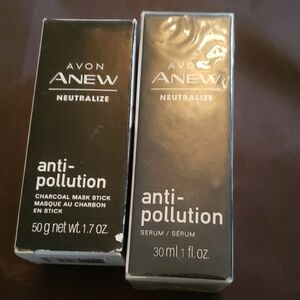 AVON
ANEW
NEUTRALIZE
anti-
pollution
CHARCOAL MASK STICK
MASQUE AU CHARBON
EN STICK
50 g net wt. 1.7 oz.
AVON
ANEW
NEUTRALIZE
anti-
pollution
SERUM / SÉRUM
30 ml 1 fl. oz.